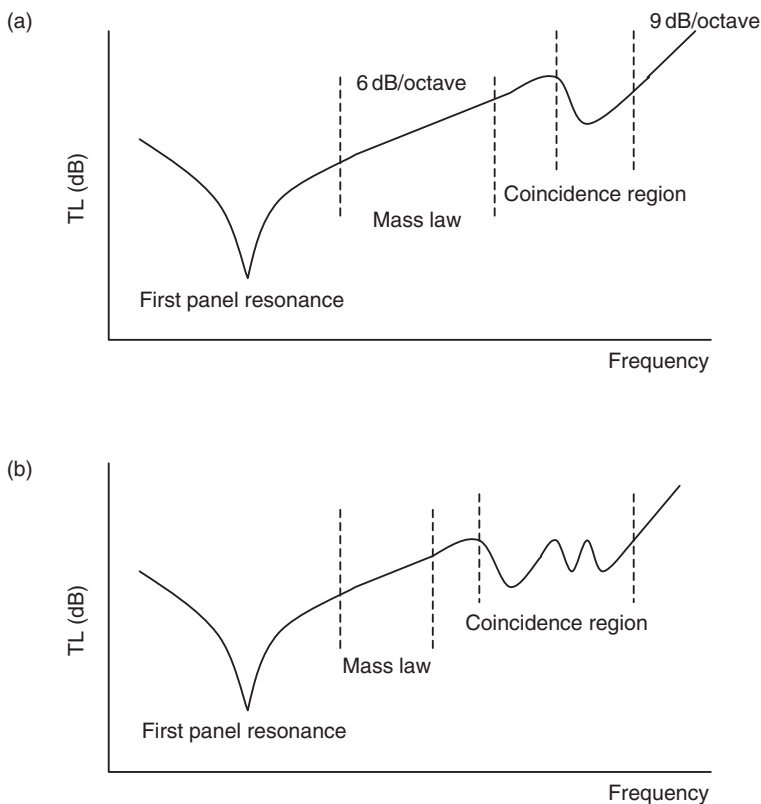 (a)
9 dB/octave
6 dB/octave
TL (dB)
Coincidence region
Mass law
First panel resonance
Frequency
(b)
TL (dB)
Coincidence region
Mass law
First panel resonance
Frequency